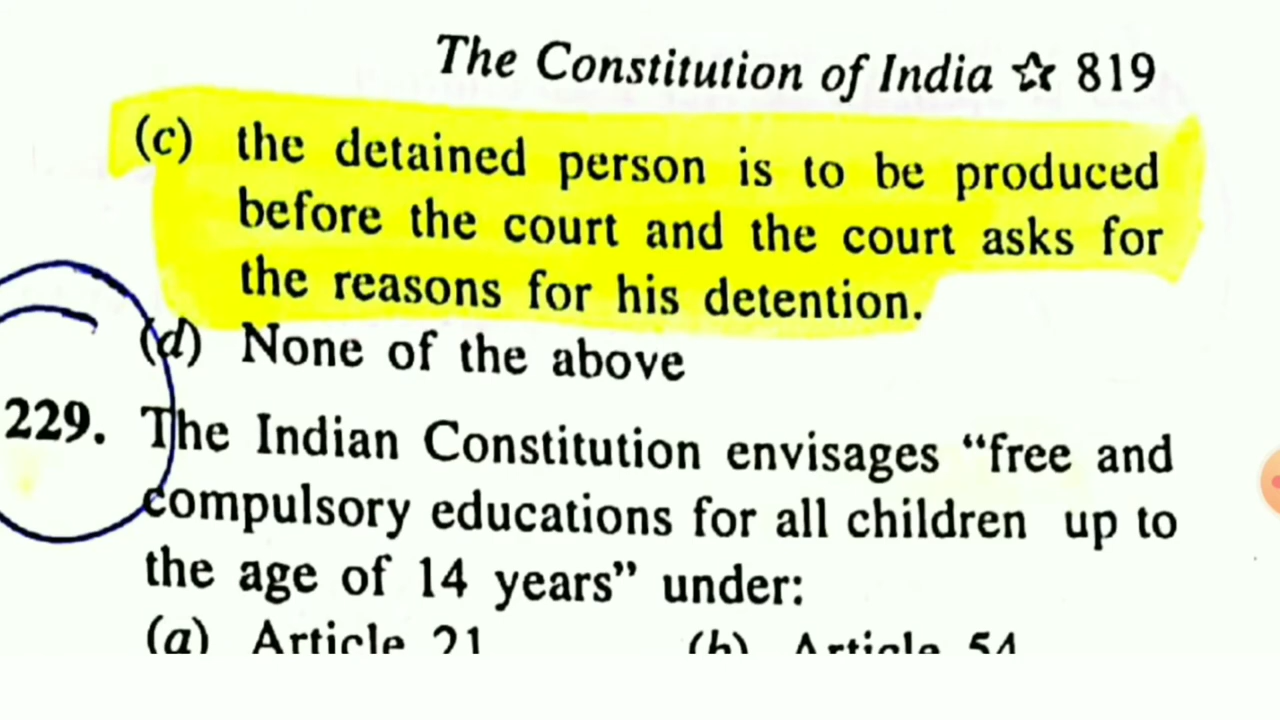 The Constitution of India ☆ 819
(c) the detained person is to be produced
before the court and the court asks for
the reasons for his detention.
(d) None of the above
229. The Indian Constitution envisages “free and
compulsory educations for all children up to
the age of 14 years” under:
(a) Article 21 (b) Article 54